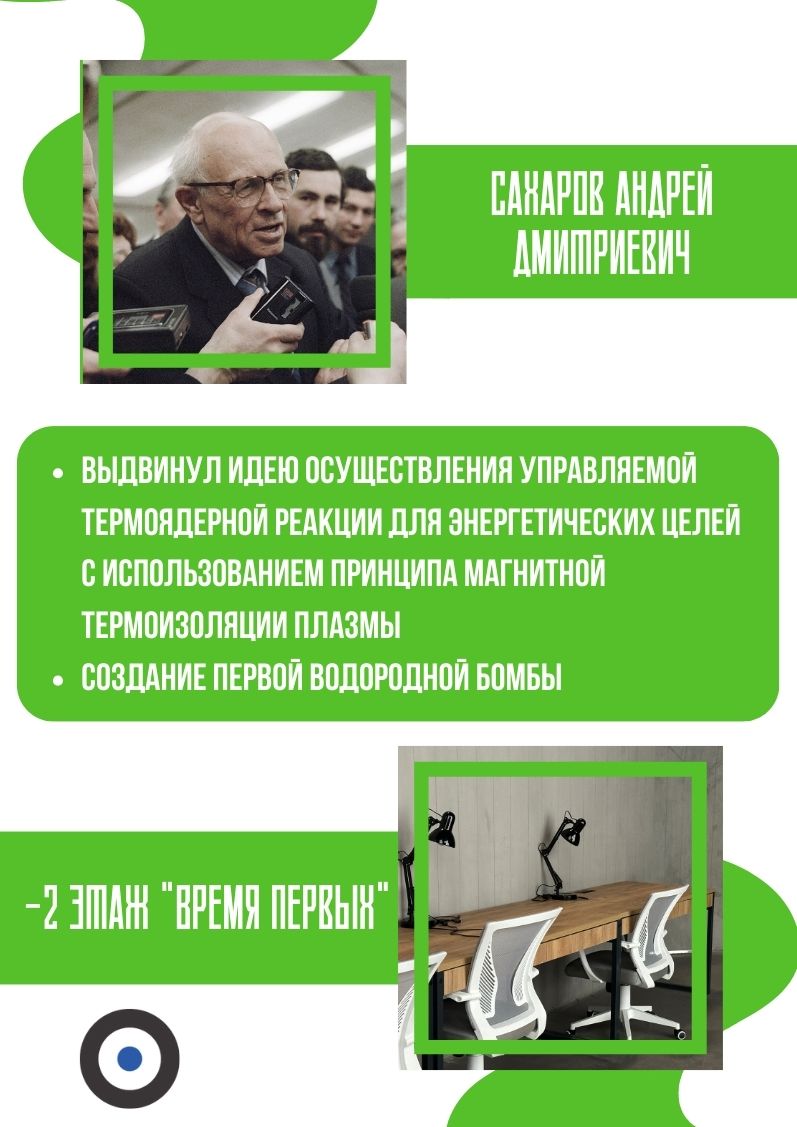 САХАРОВ АНДРЕЙ
ДМИТРИЕВИЧ
• ВЫДВИНУЛ ИДЕЮ ОСУЩЕСТВЛЕНИЯ УПРАВЛЯЕМОЙ
ТЕРМОЯДЕРНОЙ РЕАКЦИИ ДЛЯ ЭНЕРГЕТИЧЕСКИХ ЦЕЛЕЙ
С ИСПОЛЬЗОВАНИЕМ ПРИНЦИПА МАГНИТНОЙ
ТЕРМОИЗОЛЯЦИИ ПЛАЗМЫ
• СОЗДАНИЕ ПЕРВОЙ ВОДОРОДНОЙ БОМБЫ
-2 ЭТАЖ "ВРЕМЯ ПЕРВЫХ"